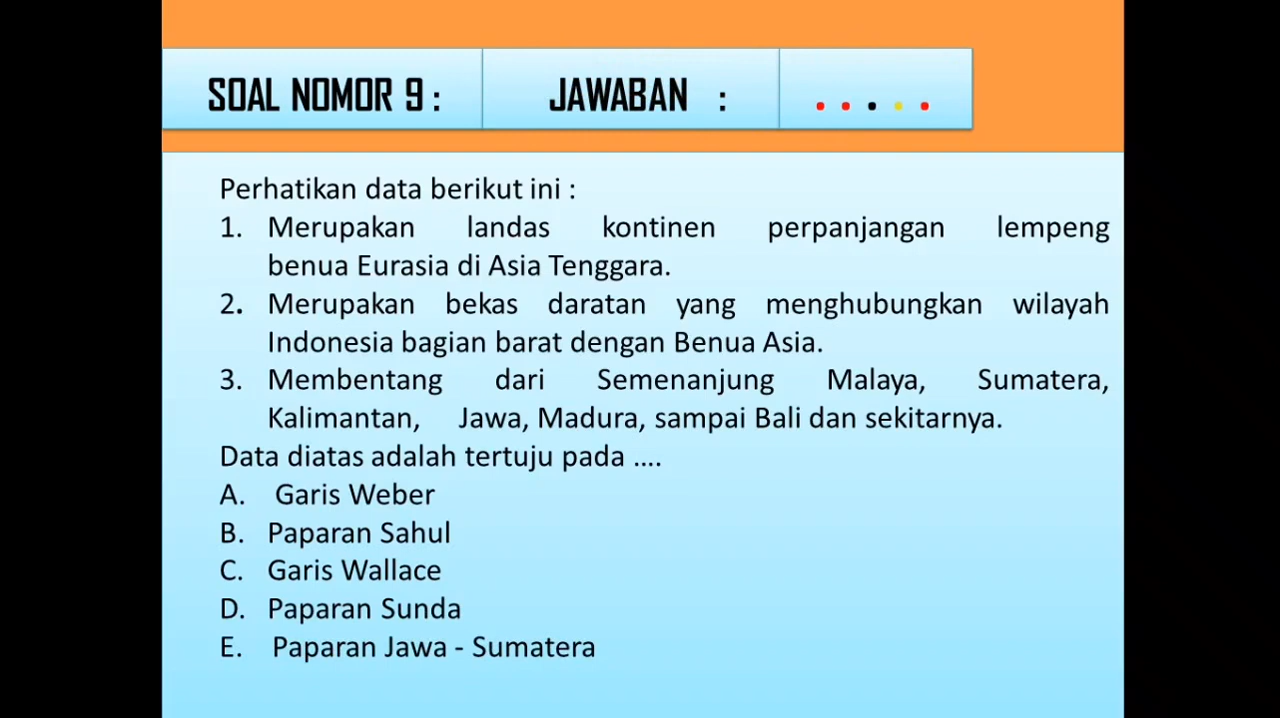 SOAL NOMOR 9 : JAWABAN : . . . . .
Perhatikan data berikut ini :
1. Merupakan landas kontinen perpanjangan lempeng
benua Eurasia di Asia Tenggara.
2. Merupakan bekas daratan yang menghubungkan wilayah
Indonesia bagian barat dengan Benua Asia.
3. Membentang dari Semenanjung Malaya, Sumatera,
Kalimantan, Jawa, Madura, sampai Bali dan sekitarnya.
Data diatas adalah tertuju pada ....
A. Garis Weber
B. Paparan Sahul
C. Garis Wallace
D. Paparan Sunda
E. Paparan Jawa - Sumatera